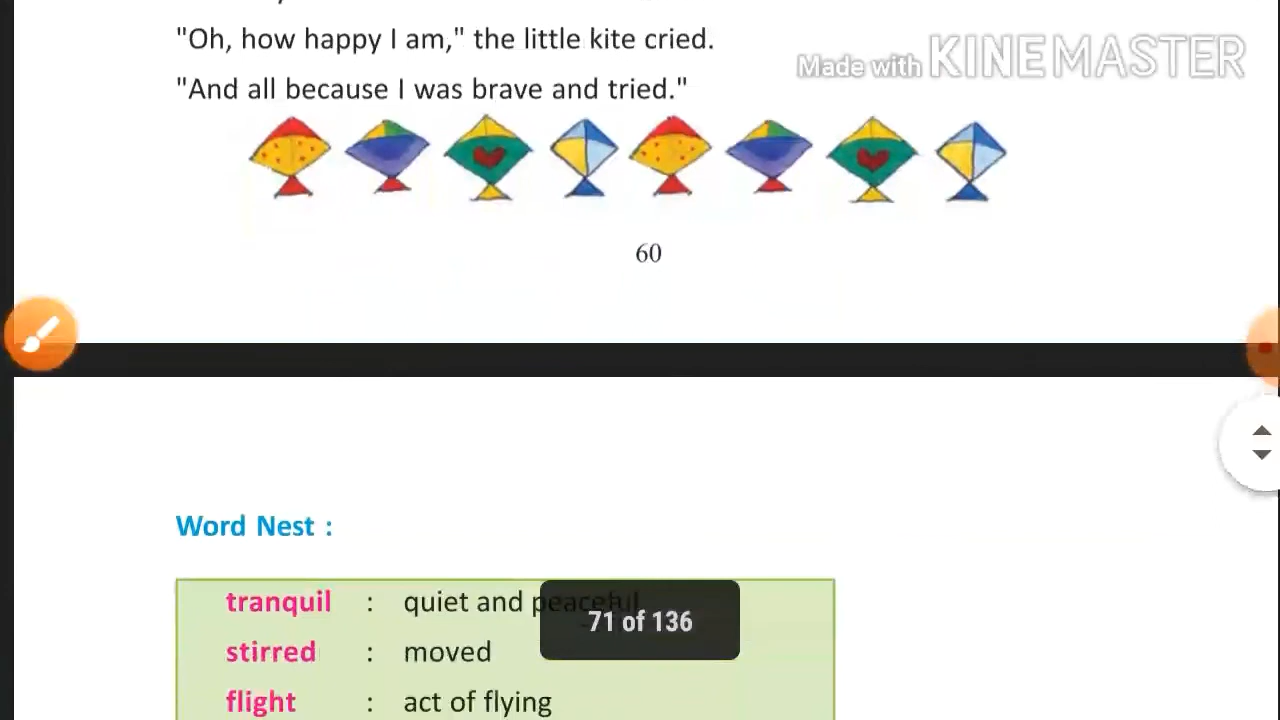 "Oh, how happy I am," the little kite cried.
Made with KINEMASTER
"And all because I was brave and tried."
60
Word Nest :
tranquil : quiet and peaceful
71 of 136
stirred : moved
flight : act of flying